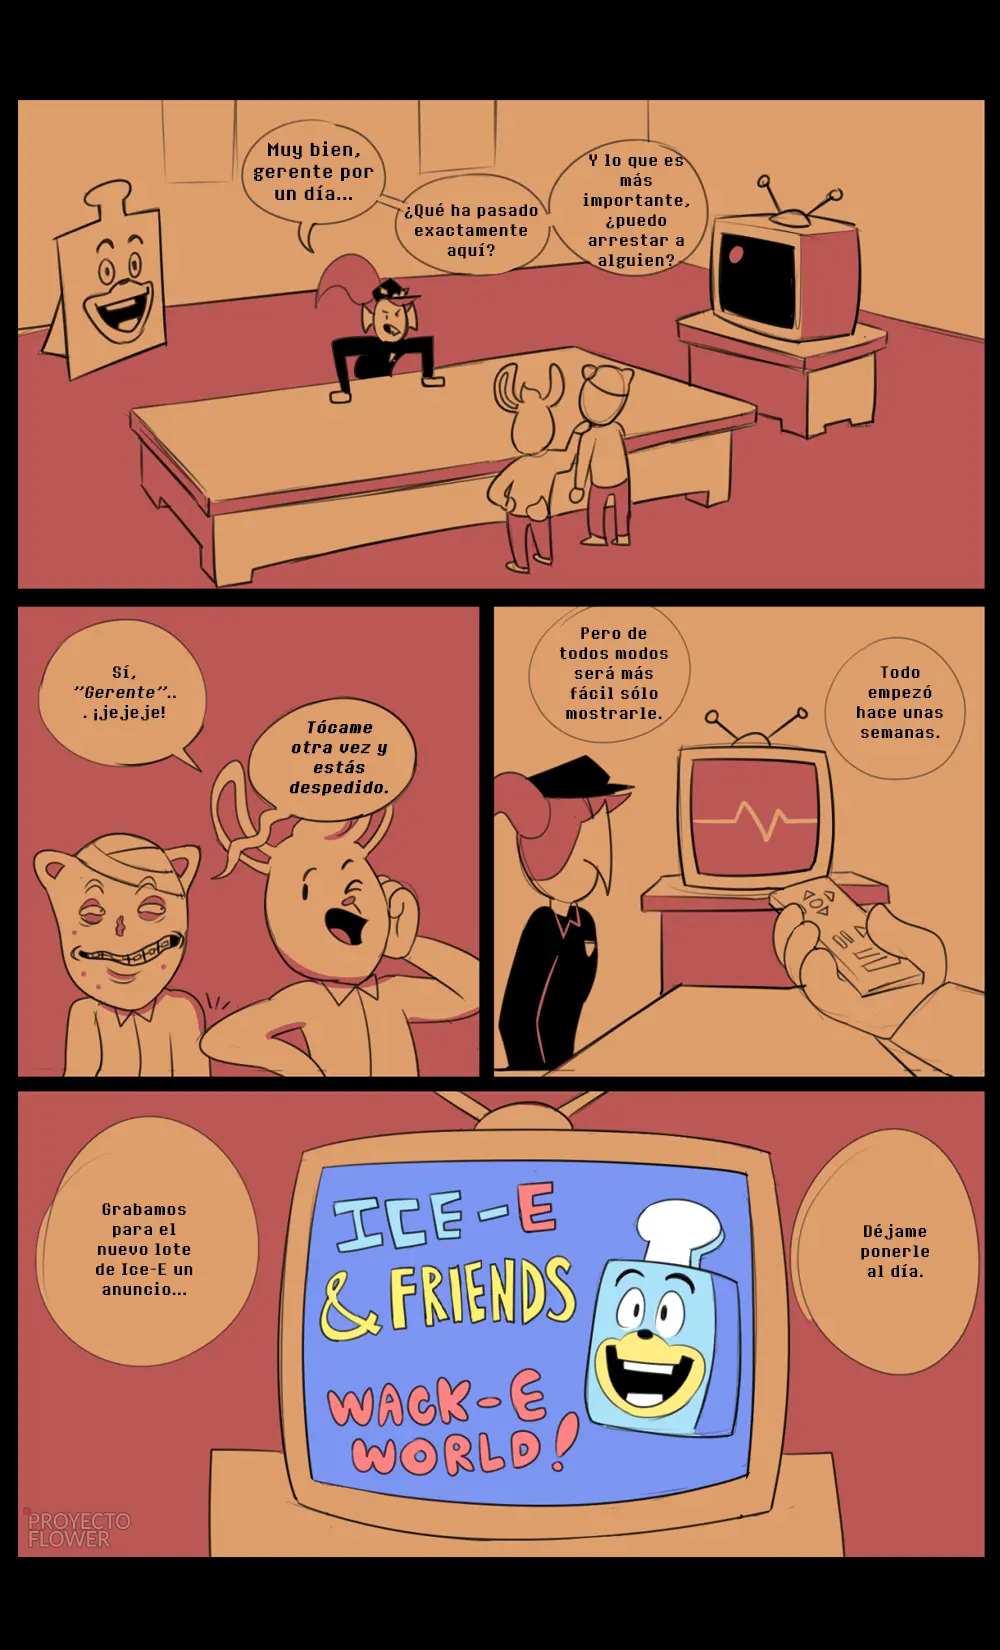 Muy bien,
gerente por
un día...
¿Qué ha pasado
exactamente
aquí?
Y lo que es
más
importante,
¿puedo
arrestar a
alguien?
Sí,
"Gerente"..
. ¡jejeje!
Tócame
otra vez y
estás
despedido.
Pero de
todos modos
será más
fácil sólo
mostrarle.
Todo
empezó
hace unas
semanas.
Grabamos
para el
nuevo lote
de Ice-E un
anuncio...
ICE-E
& FRIENDS
WACK-E
WORLD!
Déjame
ponerle
al día.
PROYECTO
FLOWER